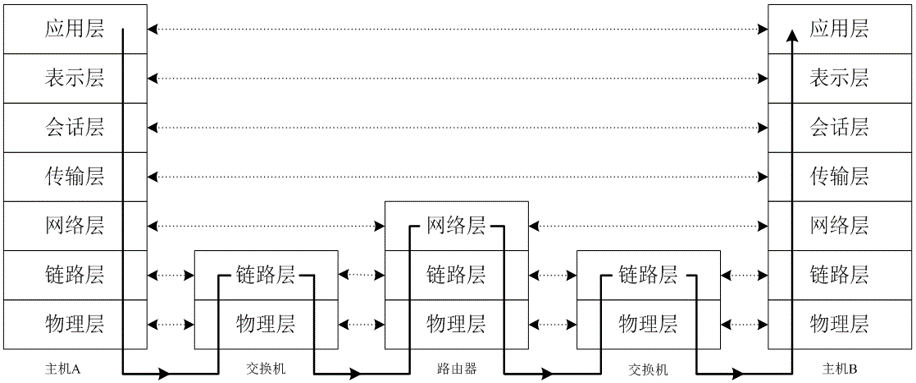 应用层 应用层
表示层 表示层
会话层 会话层
传输层 传输层
网络层 网络层 网络层
链路层 链路层 链路层 链路层 链路层
物理层 物理层 物理层 物理层 物理层
主机A 交换机 路由器 交换机 主机B